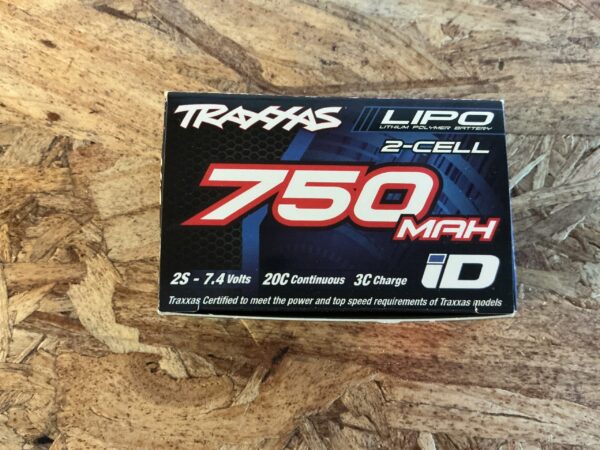 TRAXXAS LIPO
LITHIUM POLYMER BATTERY
2-CELL
750 MAH
2S - 7.4 Volts 20C Continuous 3C Charge iD
Traxxas Certified to meet the power and top speed requirements of Traxxas models